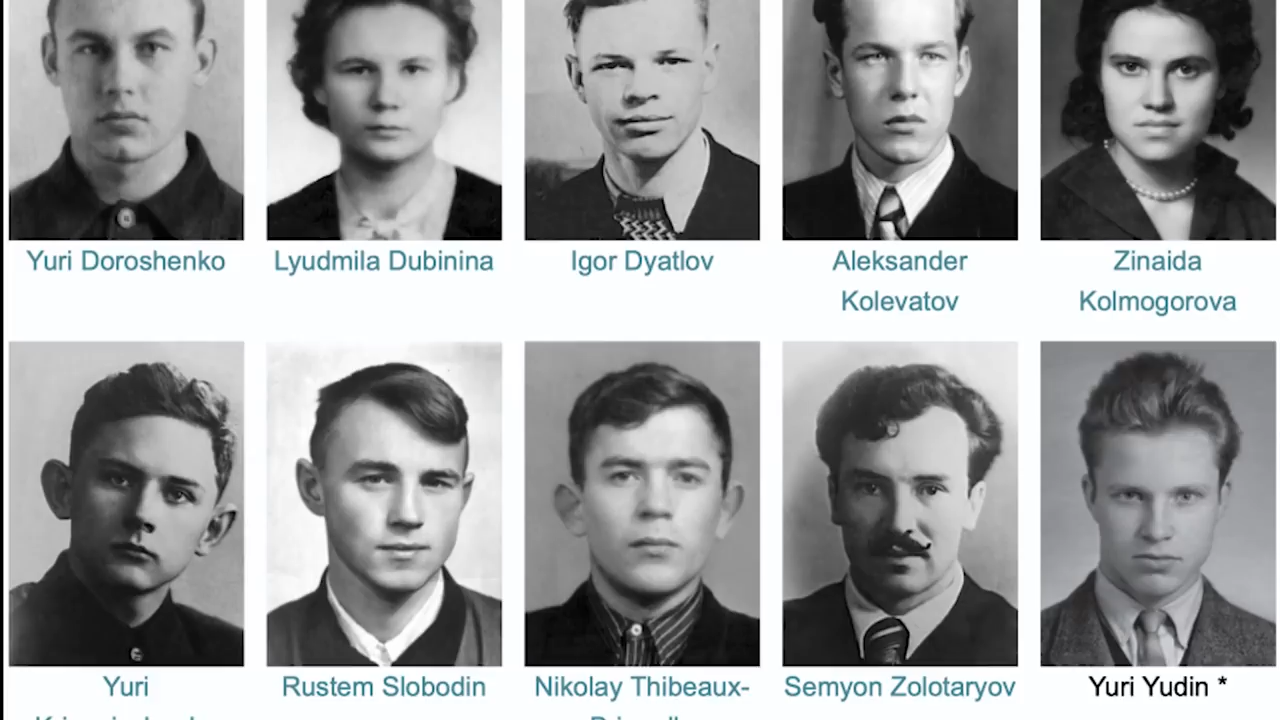 Yuri Doroshenko
Lyudmila Dubinina
Igor Dyatlov
Aleksander
Kolevatov
Zinaida
Kolmogorova
Yuri
Rustem Slobodin
Nikolay Thibeaux-
Semyon Zolotaryov
Yuri Yudin *